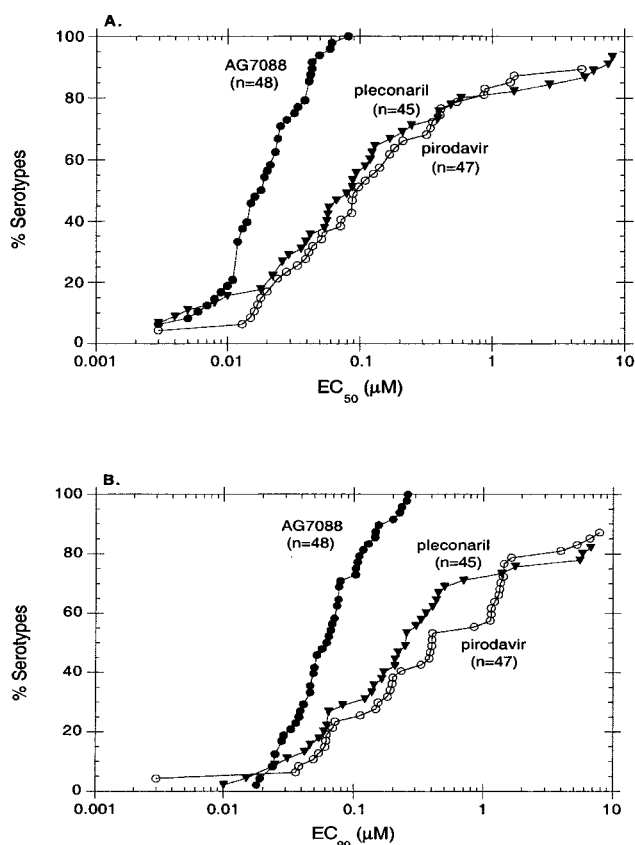 A.
100
80
60
40
20
0
% Serotypes
AG7088
(n=48)
pleconaril
(n=45)
pirodavir
(n=47)
0.001
0.01
0.1
1
10
EC50 (μM)
B.
100
80
60
40
20
0
% Serotypes
AG7088
(n=48)
pleconaril
(n=45)
pirodavir
(n=47)
0.001
0.01
0.1
1
10
EC90 (μM)